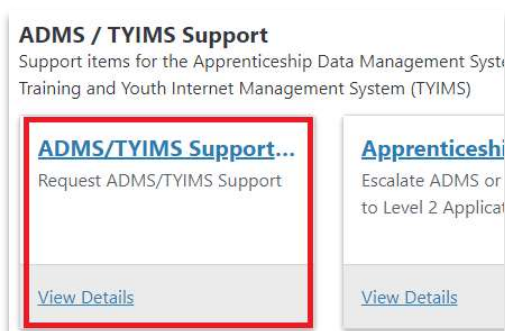 ADMS / TYIMS Support
Support items for the Apprenticeship Data Management Syste
Training and Youth Internet Management System (TYIMS)
ADMS/TYIMS Support...
Request ADMS/TYIMS Support
View Details
Apprenticeshi
Escalate ADMS or
to Level 2 Applicat
View Details